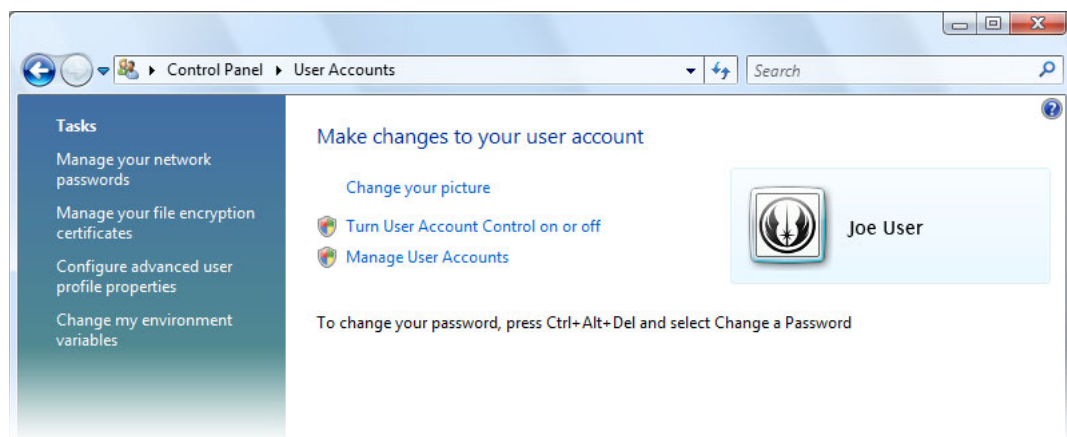 Control Panel User Accounts
Search
Tasks
Manage your network
passwords
Manage your file encryption
certificates
Configure advanced user
profile properties
Change my environment
variables
Make changes to your user account
Change your picture
Turn User Account Control on or off
Manage User Accounts
Joe User
To change your password, press Ctrl+Alt+Del and select Change a Password